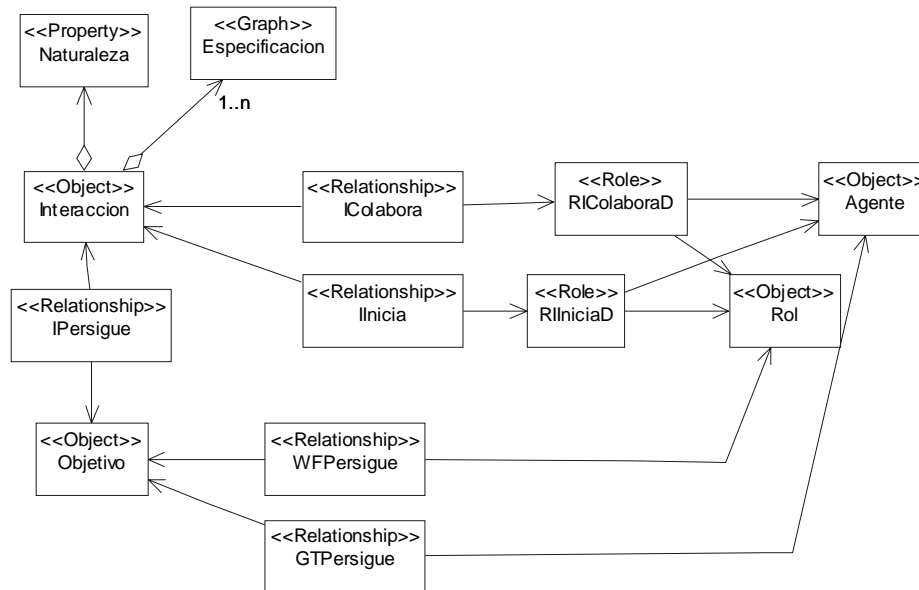 <<Property>>
Naturaleza
<<Graph>>
Especificacion
1..n
<<Object>>
Interaccion
<<Relationship>>
IColabora
<<Role>>
RIColaboraD
<<Object>>
Agente
<<Relationship>>
IPersigue
<<Relationship>>
IInicia
<<Role>>
RIIniciaD
<<Object>>
Rol
<<Object>>
Objetivo
<<Relationship>>
WFPersigue
<<Relationship>>
GTPersigue